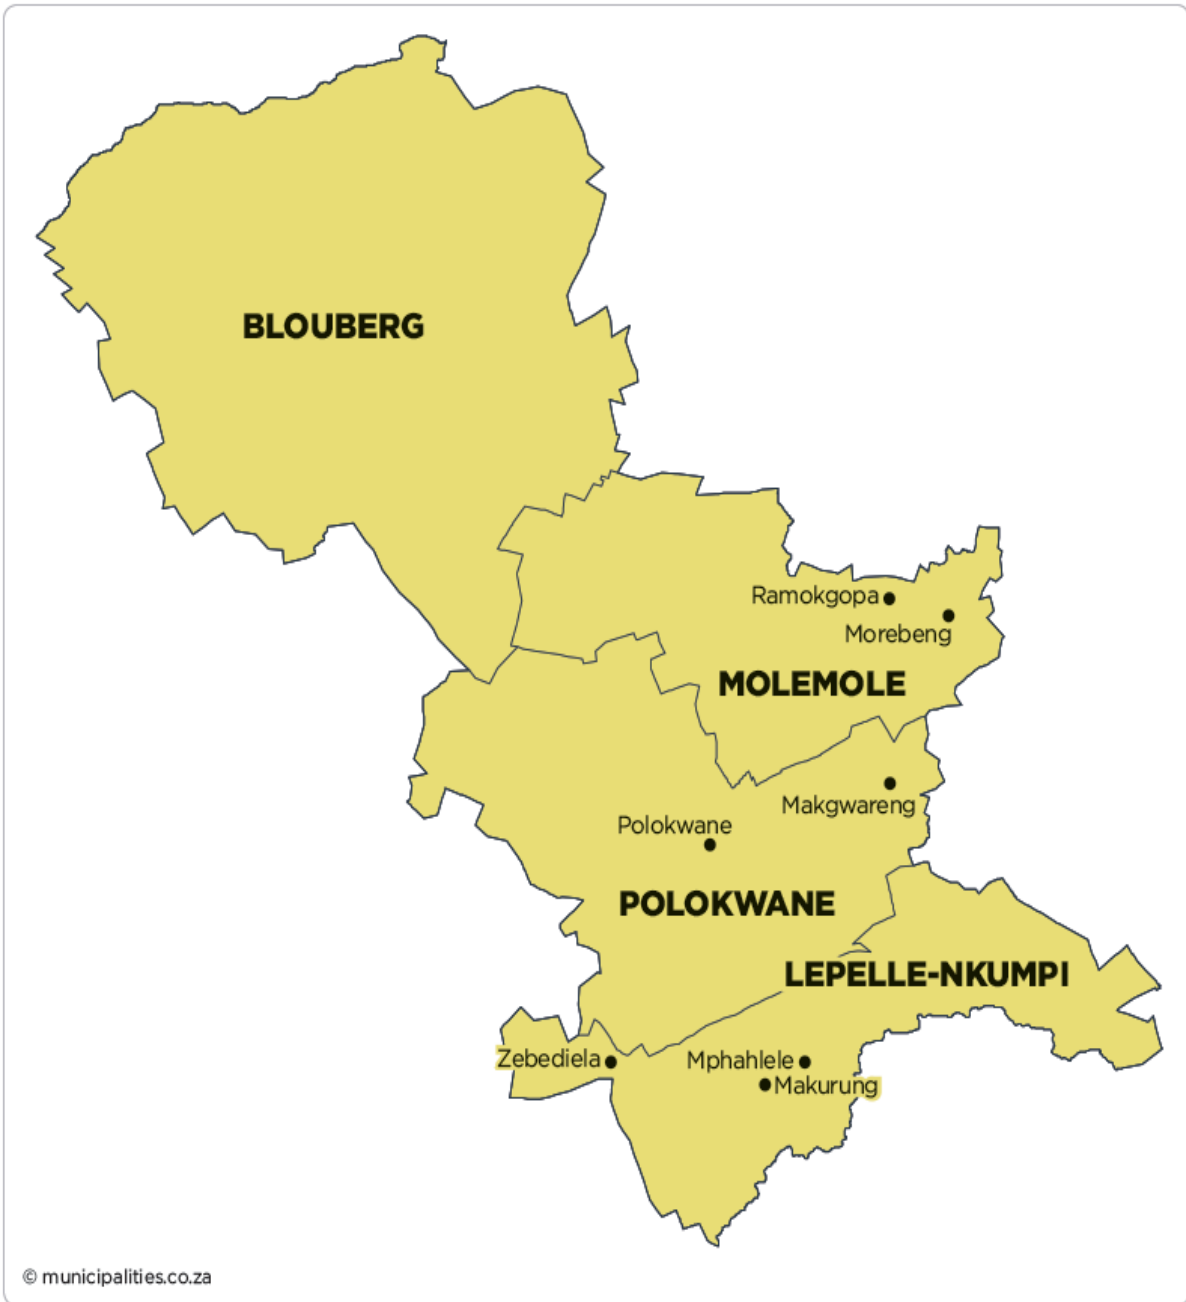 BLOUBERG
Ramokgopa
Morebeng
MOLEMOLE
Makgwareng
Polokwane
POLOKWANE
LEPELLE-NKUMPI
Zebediela
Mphahlele
Makurung
© municipalities.co.za